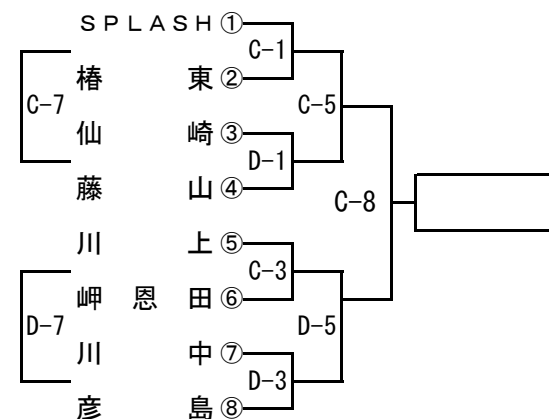 ＳＰＬＡＳＨ①
C-1
椿東②
C-7
C-5
仙崎③
D-1
藤山④
C-8
川上⑤
C-3
岬恩田⑥
D-7
D-5
川中⑦
D-3
彦島⑧